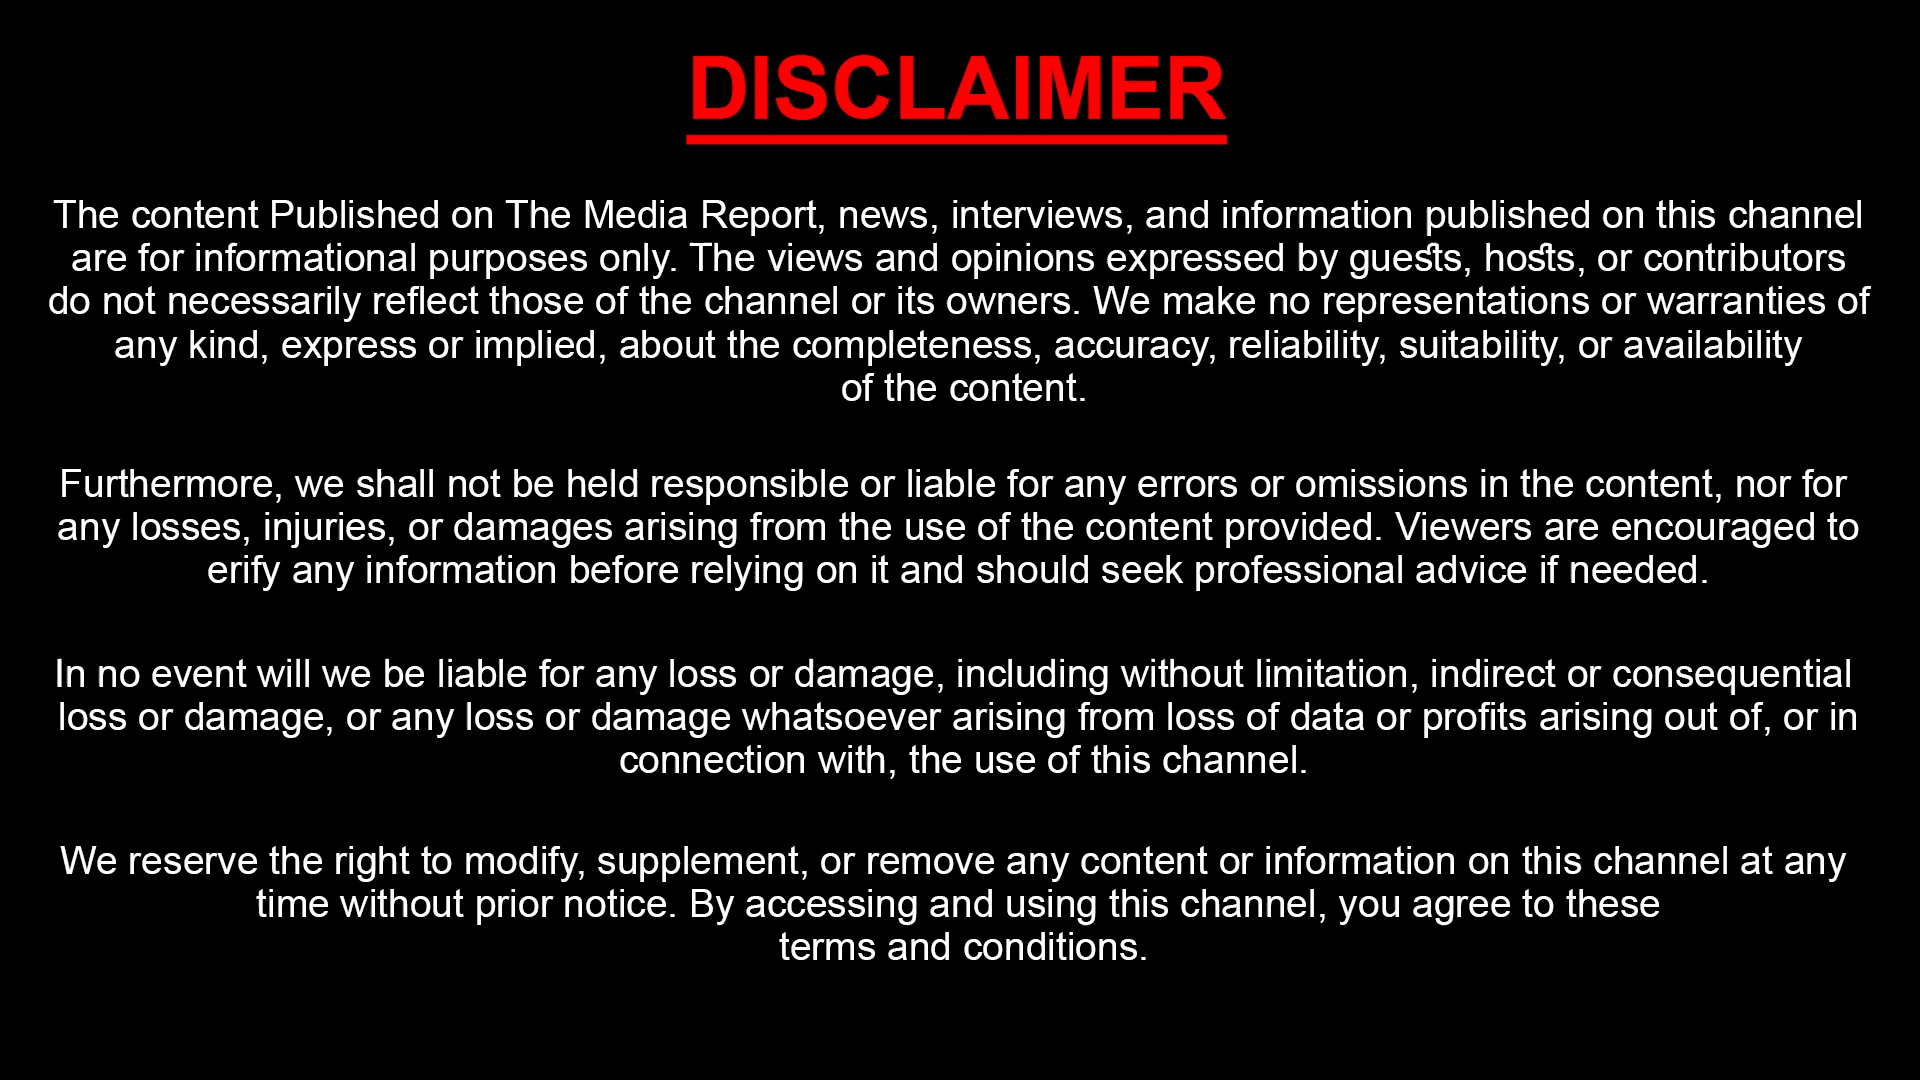 DISCLAIMER
The content Published on The Media Report, news, interviews, and information published on this channel
are for informational purposes only. The views and opinions expressed by guests, hosts, or contributors
do not necessarily reflect those of the channel or its owners. We make no representations or warranties of
any kind, express or implied, about the completeness, accuracy, reliability, suitability, or availability
of the content.
Furthermore, we shall not be held responsible or liable for any errors or omissions in the content, nor for
any losses, injuries, or damages arising from the use of the content provided. Viewers are encouraged to
erify any information before relying on it and should seek professional advice if needed.
In no event will we be liable for any loss or damage, including without limitation, indirect or consequential
loss or damage, or any loss or damage whatsoever arising from loss of data or profits arising out of, or in
connection with, the use of this channel.
We reserve the right to modify, supplement, or remove any content or information on this channel at any
time without prior notice. By accessing and using this channel, you agree to these
terms and conditions.